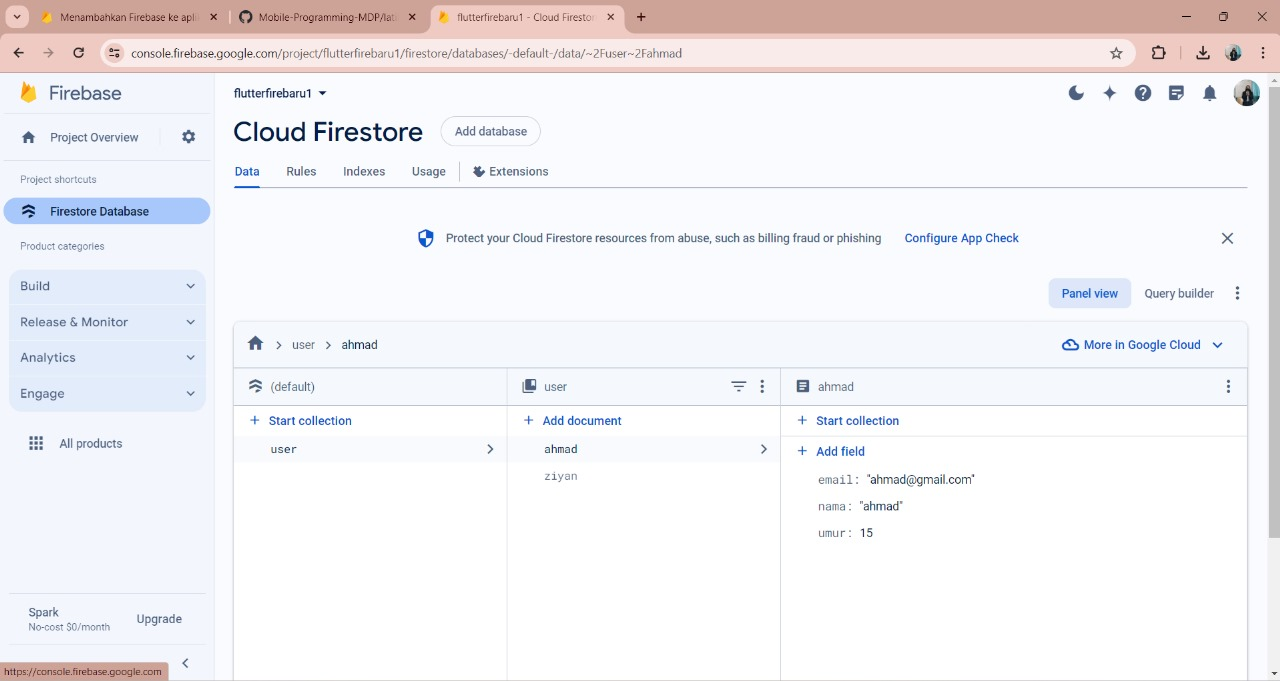 Menambahkan Firebase ke apli
Mobile-Programming-MDP/lat
flutterfirebaru1 - Cloud Firestor
console.firebase.google.com/project/flutterfirebaru1/firestore/databases/-default-/data/~2Fuser~2Fahmad
Firebase
flutterfirebaru1
Project Overview
Cloud Firestore
Add database
Project shortcuts
Data
Rules
Indexes
Usage
Extensions
Firestore Database
Product categories
Protect your Cloud Firestore resources from abuse, such as billing fraud or phishing
Configure App Check
Build
Release & Monitor
Analytics
Engage
All products
Panel view
Query builder
user
ahmad
More in Google Cloud
(default)
user
ahmad
Start collection
Add document
Start collection
user
ahmad
Add field
ziyan
email: "ahmad@gmail.com"
nama: "ahmad"
umur: 15
Spark
No-cost $0/month
Upgrade
https://console.firebase.google.com